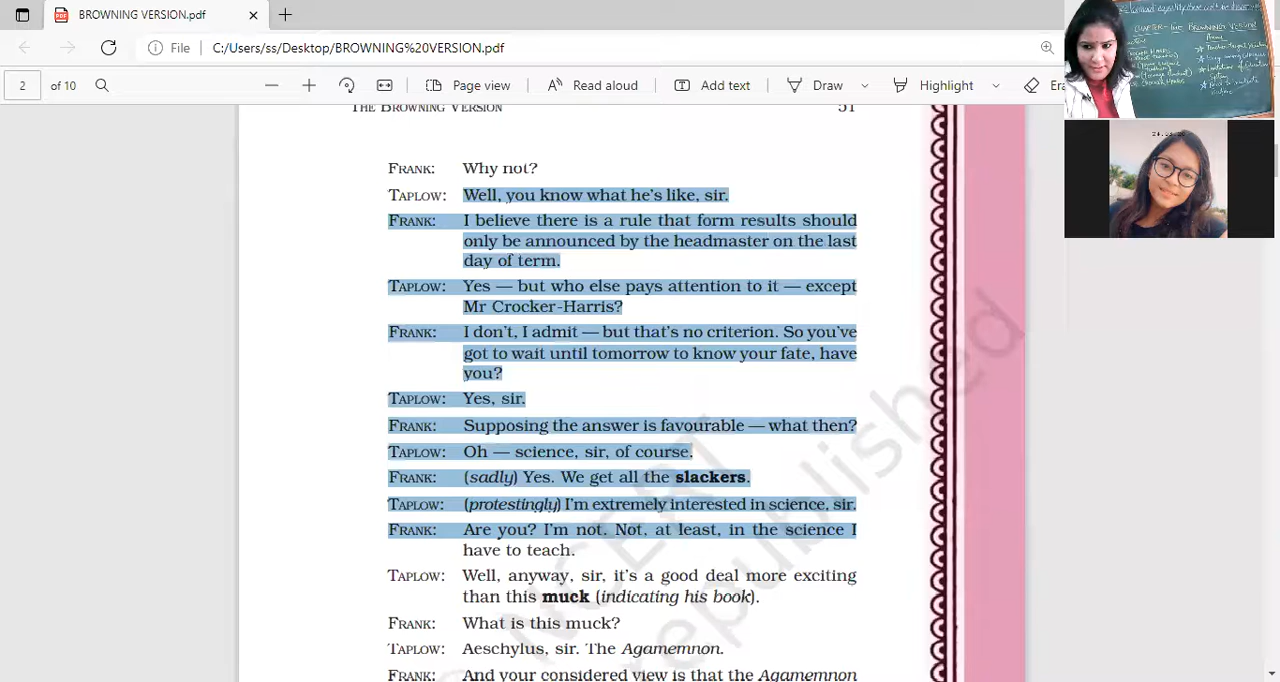 BROWNING VERSION.pdf
File
C:/Users/ss/Desktop/BROWNING%20VERSION.pdf
2 of 10
Page view
Read aloud
Add text
Draw
Highlight
THE BROWNING VERSION 51
FRANK: Why not?
TAPLOW: Well, you know what he's like, sir.
FRANK: I believe there is a rule that form results should
only be announced by the headmaster on the last
day of term.
TAPLOW: Yes — but who else pays attention to it — except
Mr Crocker-Harris?
FRANK: I don't, I admit — but that's no criterion. So you've
got to wait until tomorrow to know your fate, have
you?
TAPLOW: Yes, sir.
FRANK: Supposing the answer is favourable — what then?
TAPLOW: Oh — science, sir, of course.
FRANK: (sadly) Yes. We get all the slackers.
TAPLOW: (protestingly) I'm extremely interested in science, sir.
FRANK: Are you? I'm not. Not, at least, in the science I
have to teach.
TAPLOW: Well, anyway, sir, it's a good deal more exciting
than this muck (indicating his book).
FRANK: What is this muck?
TAPLOW: Aeschylus, sir. The Agamemnon.
FRANK: And your considered view is that the Agamemnon
NCERT
republished
CHAPTER - THE BROWNING VERSION